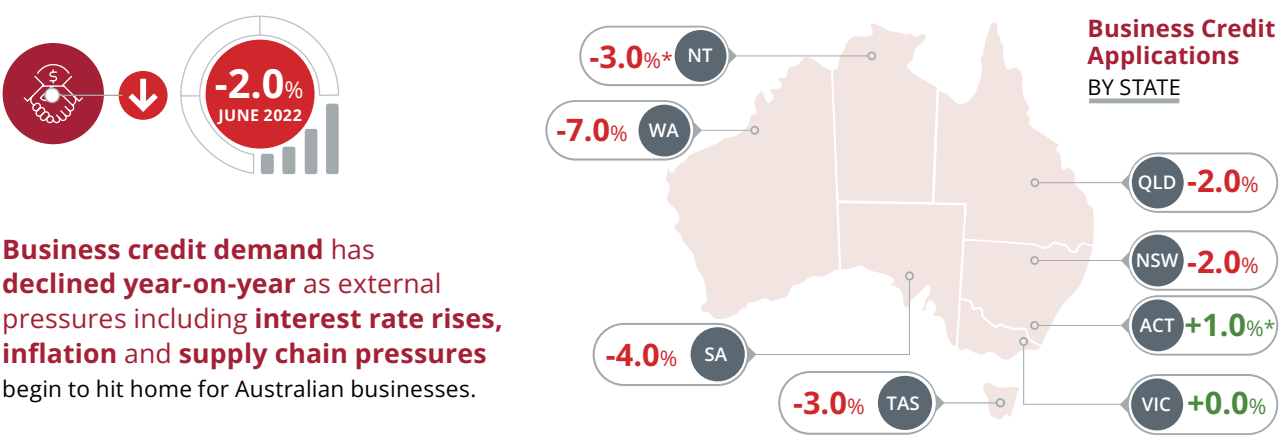 $
-2.0%
JUNE 2022
Business credit demand has
declined year-on-year as external
pressures including interest rate rises,
inflation and supply chain pressures
begin to hit home for Australian businesses.
Business Credit
Applications
BY STATE
-3.0%* NT
-7.0% WA
QLD -2.0%
NSW -2.0%
ACT +1.0%*
-4.0% SA
-3.0% TAS
VIC +0.0%